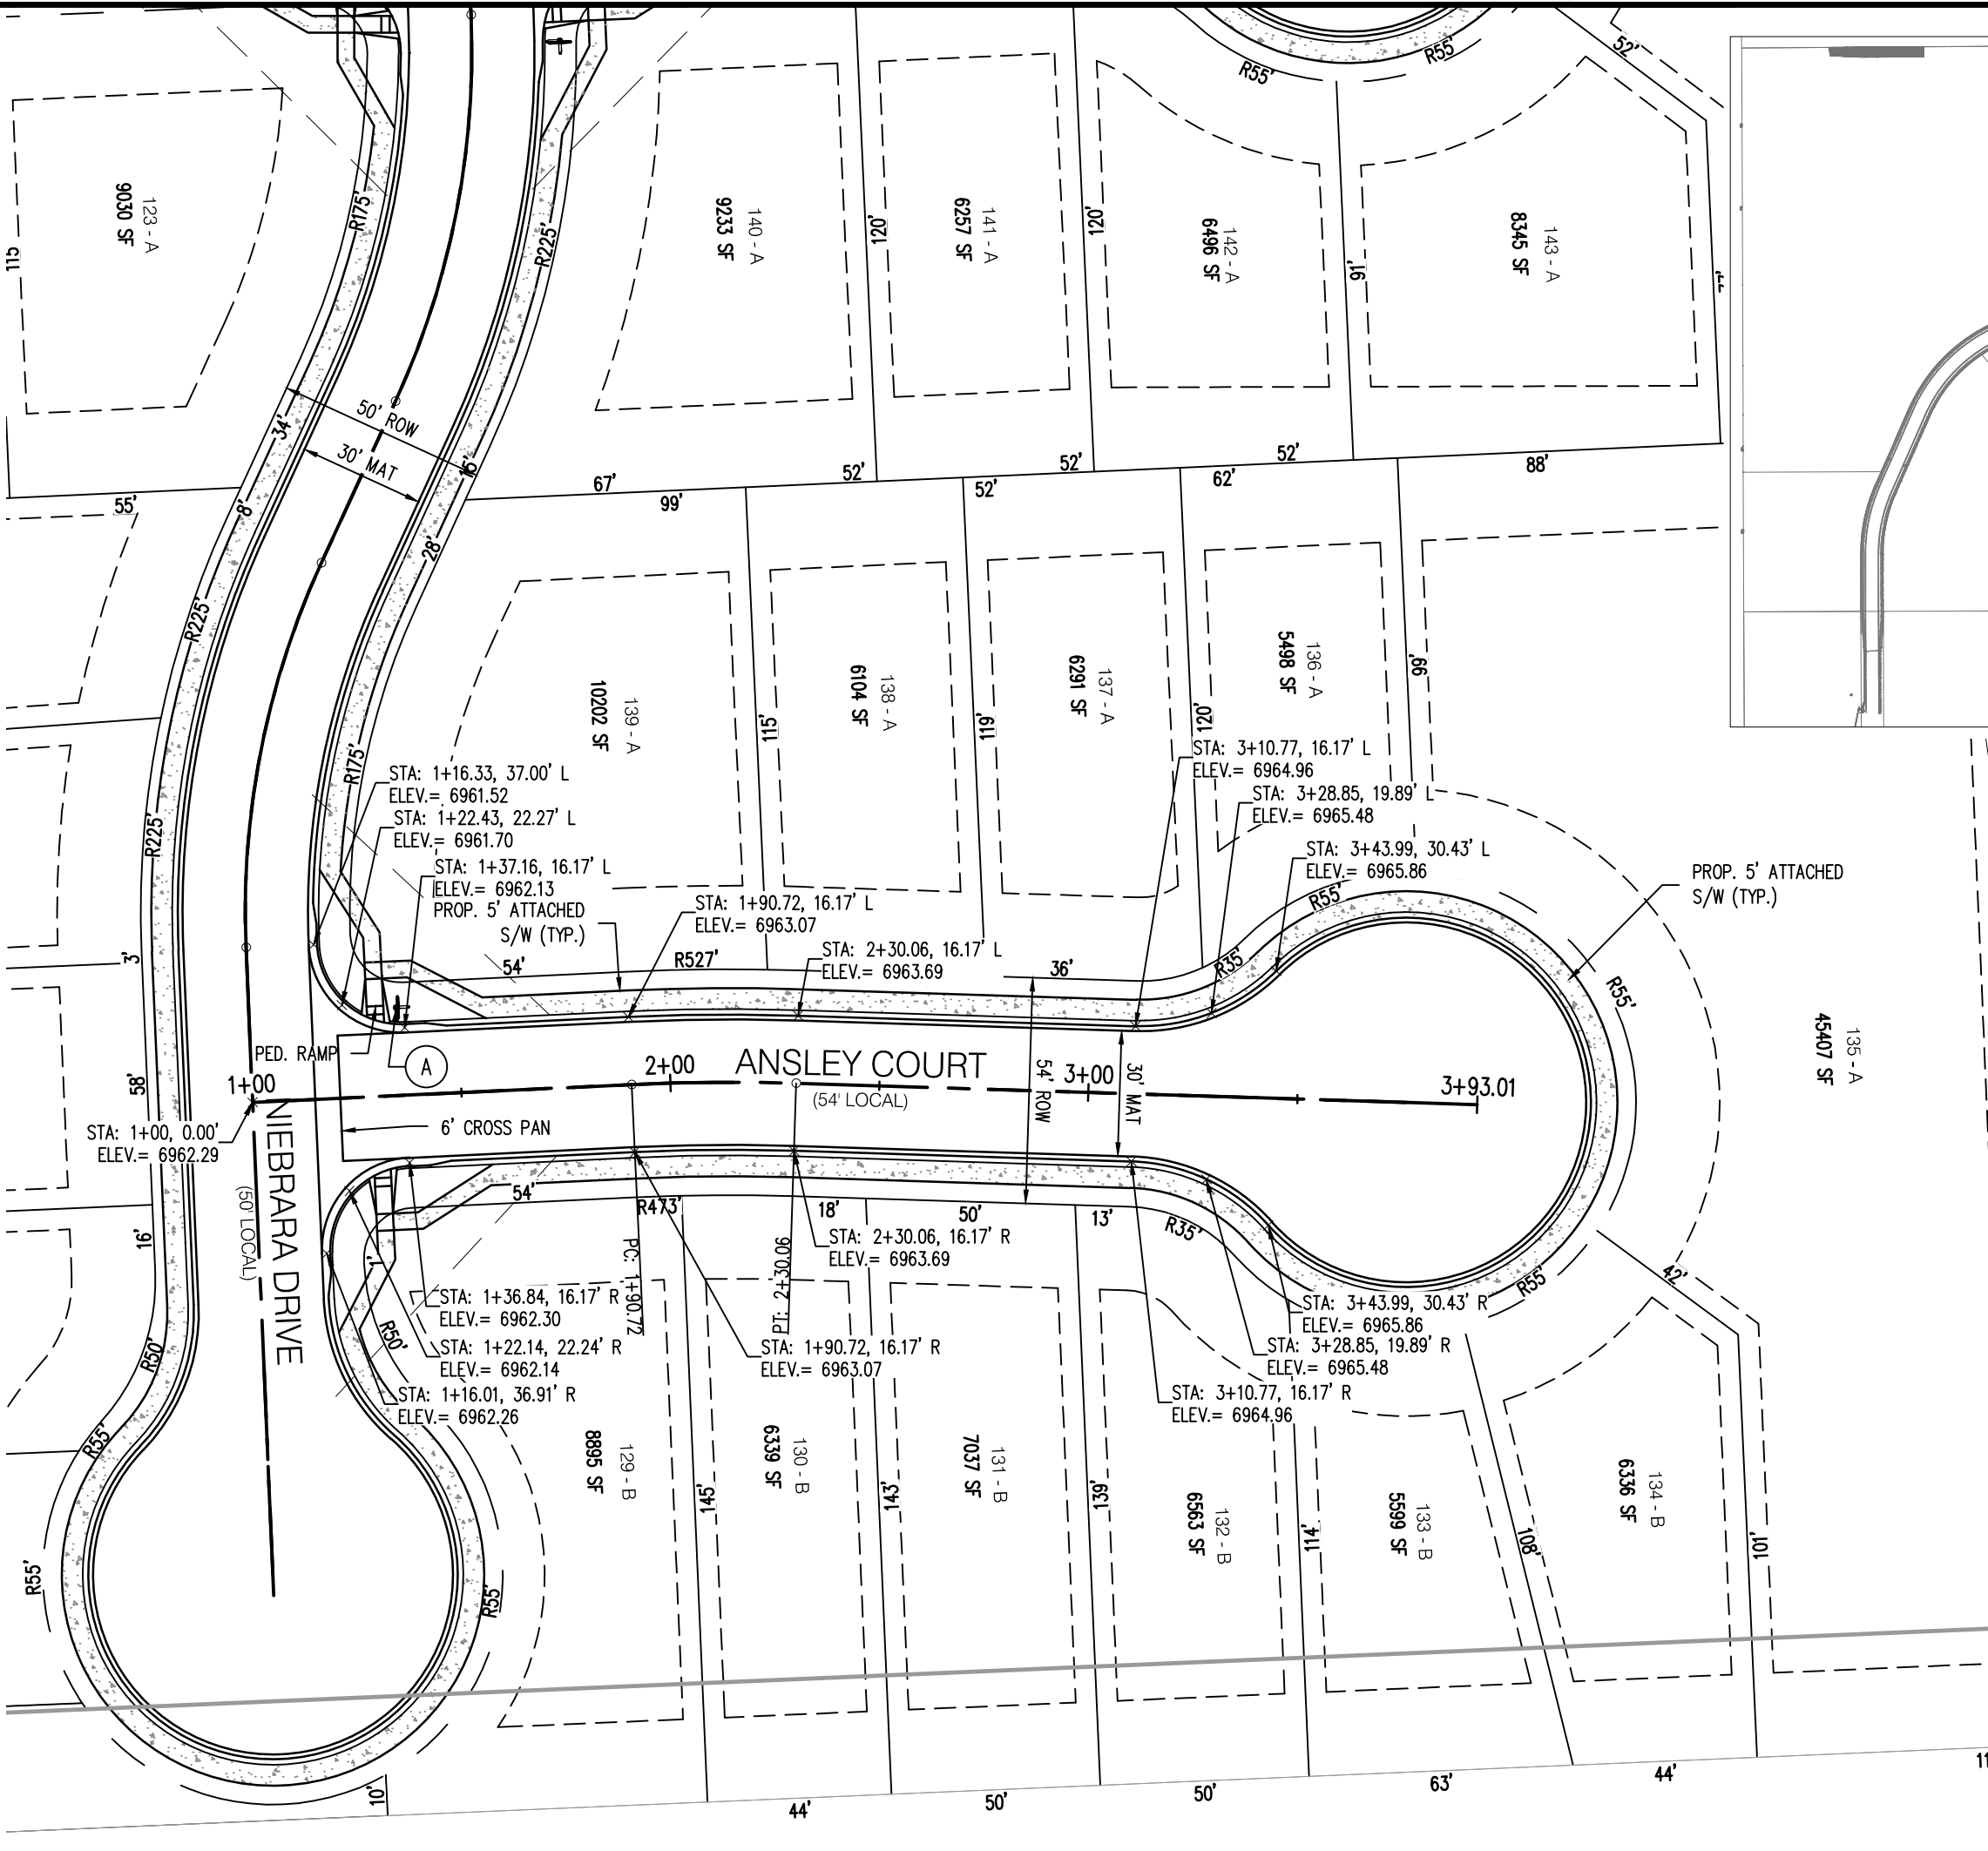 R55'
R55'
52'
123 - A
9030 SF
115
R175'
R225'
140 - A
9233 SF
120'
141 - A
6257 SF
120'
142 - A
6496 SF
91'
143 - A
8345 SF
50' ROW
30' MAT
34'
15'
8'
28'
55'
67'
99'
52'
52'
52'
62'
52'
88'
R225'
R175'
R225'
139 - A
10202 SF
115'
138 - A
6104 SF
119'
137 - A
6291 SF
120'
136 - A
5498 SF
99'
STA: 1+16.33, 37.00' L
ELEV.= 6961.52
STA: 1+22.43, 22.27' L
ELEV.= 6961.70
STA: 1+37.16, 16.17' L
ELEV.= 6962.13
PROP. 5' ATTACHED
S/W (TYP.)
STA: 1+90.72, 16.17' L
ELEV.= 6963.07
STA: 2+30.06, 16.17' L
ELEV.= 6963.69
STA: 3+10.77, 16.17' L
ELEV.= 6964.96
STA: 3+28.85, 19.89' L
ELEV.= 6965.48
STA: 3+43.99, 30.43' L
ELEV.= 6965.86
PROP. 5' ATTACHED
S/W (TYP.)
R55'
R35'
R55'
135 - A
45407 SF
54'
R527'
36'
3'
58'
16'
PED. RAMP
A
1+00
2+00
ANSLEY COURT
(54' LOCAL)
3+00
3+93.01
54' ROW
30' MAT
6' CROSS PAN
STA: 1+00, 0.00'
ELEV.= 6962.29
NIEBRARA DRIVE
(50' LOCAL)
54'
R473'
18'
50'
13'
R35'
R55'
42'
PC: 1+90.72
PT: 2+30.06
STA: 2+30.06, 16.17' R
ELEV.= 6963.69
STA: 1+36.84, 16.17' R
ELEV.= 6962.30
STA: 1+22.14, 22.24' R
ELEV.= 6962.14
STA: 1+16.01, 36.91' R
ELEV.= 6962.26
STA: 1+90.72, 16.17' R
ELEV.= 6963.07
STA: 3+43.99, 30.43' R
ELEV.= 6965.86
STA: 3+28.85, 19.89' R
ELEV.= 6965.48
STA: 3+10.77, 16.17' R
ELEV.= 6964.96
1'
R50'
R50'
R55'
R55'
R55'
129 - B
8895 SF
145'
130 - B
6339 SF
143'
131 - B
7037 SF
139'
132 - B
6563 SF
114'
133 - B
5599 SF
108'
134 - B
6336 SF
101'
10'
44'
50'
50'
63'
44'
11